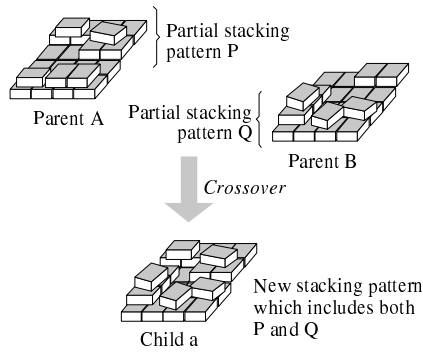 Partial stacking
pattern P
Parent A
Partial stacking
pattern Q
Parent B
Crossover
New stacking pattern
which includes both
P and Q
Child a